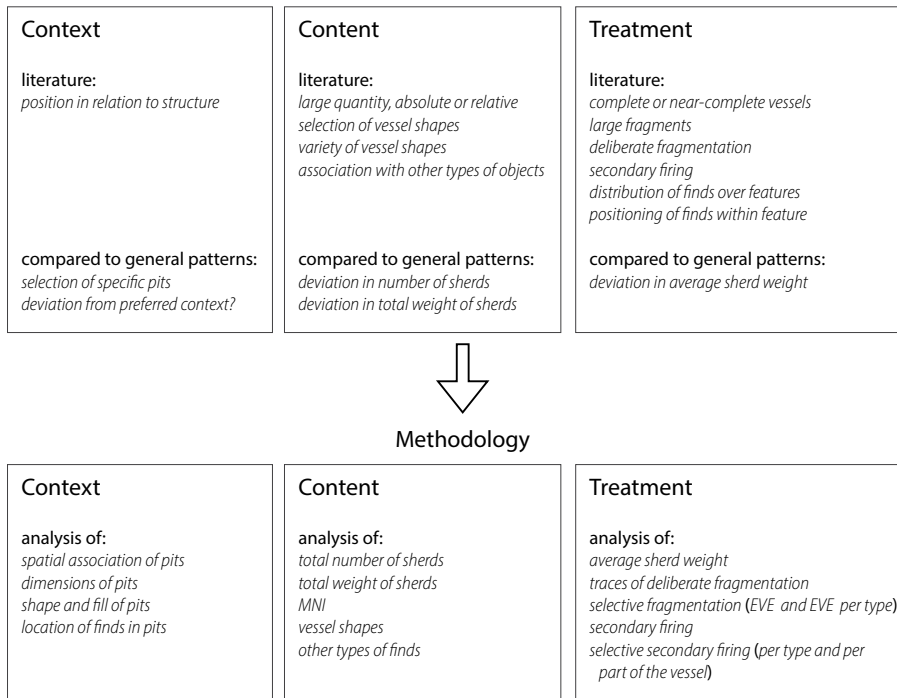 Context
literature:
position in relation to structure
compared to general patterns:
selection of specific pits
deviation from preferred context?
Content
literature:
large quantity, absolute or relative
selection of vessel shapes
variety of vessel shapes
association with other types of objects
compared to general patterns:
deviation in number of sherds
deviation in total weight of sherds
Treatment
literature:
complete or near-complete vessels
large fragments
deliberate fragmentation
secondary firing
distribution of finds over features
positioning of finds within feature
compared to general patterns:
deviation in average sherd weight
Methodology
Context
analysis of:
spatial association of pits
dimensions of pits
shape and fill of pits
location of finds in pits
Content
analysis of:
total number of sherds
total weight of sherds
MNI
vessel shapes
other types of finds
Treatment
analysis of:
average sherd weight
traces of deliberate fragmentation
selective fragmentation (EVE and EVE per type)
secondary firing
selective secondary firing (per type and per
part of the vessel)